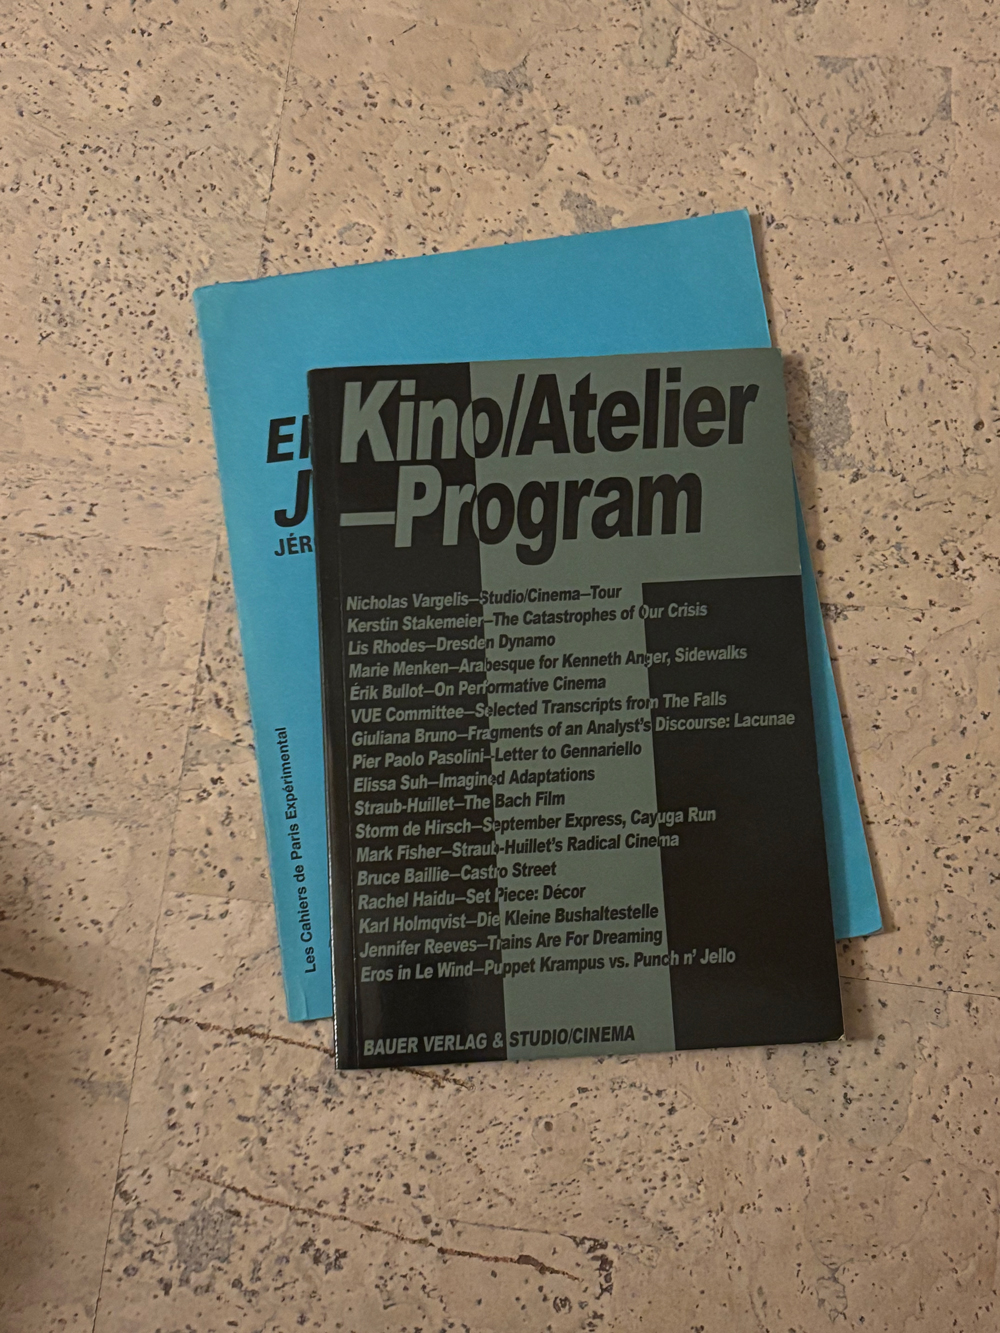 Kino/Atelier
—Program
Nicholas Vargelis—Studio/Cinema—Tour
Kerstin Stakemeier—The Catastrophes of Our Crisis
Lis Rhodes—Dresden Dynamo
Marie Menken—Arabesque for Kenneth Anger, Sidewalks
Érik Bullot—On Performative Cinema
VUE Committee—Selected Transcripts from The Falls
Giuliana Bruno—Fragments of an Analyst's Discourse: Lacunae
Pier Paolo Pasolini—Letter to Gennariello
Elissa Suh—Imagined Adaptations
Straub-Huillet—The Bach Film
Storm de Hirsch—September Express, Cayuga Run
Mark Fisher—Straub-Huillet's Radical Cinema
Bruce Baillie—Castro Street
Rachel Haidu—Set Piece: Décor
Karl Holmqvist—Die Kleine Bushaltestelle
Jennifer Reeves—Trains Are For Dreaming
Eros in Le Wind—Puppet Krampus vs. Punch n' Jello
BAUER VERLAG & STUDIO/CINEMA
J
JÉR
Les Cahiers de Paris Expérimental